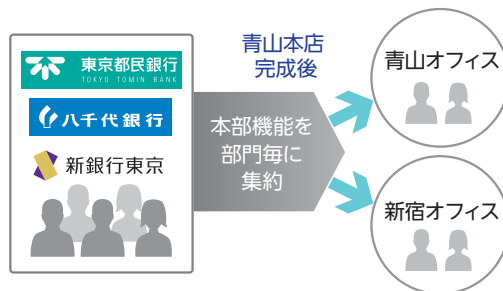 東京都民銀行
TOKYO TOMIN BANK
八千代銀行
新銀行東京
青山本店
完成後
本部機能を
部門毎に
集約
青山オフィス
新宿オフィス